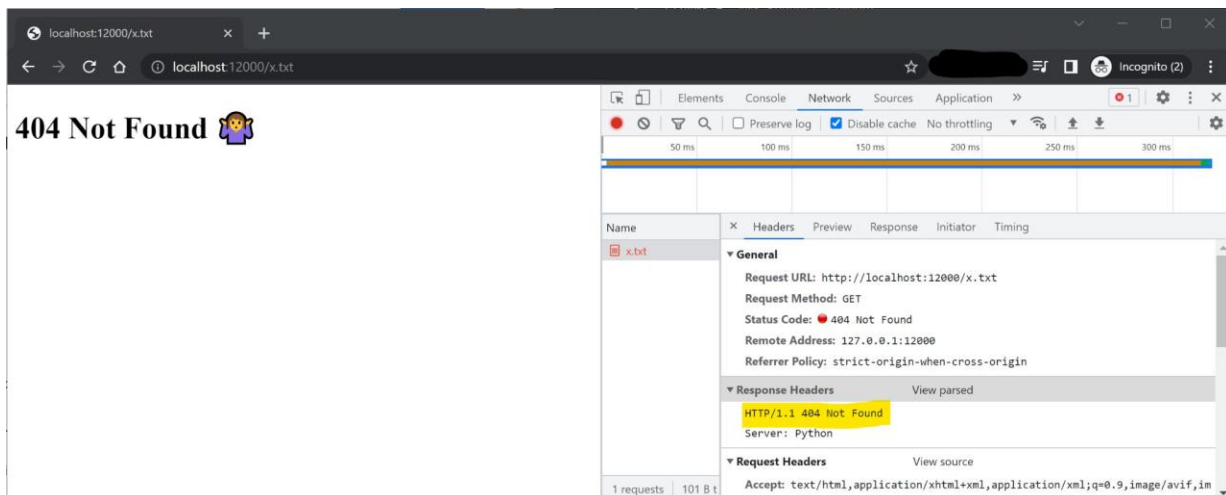 localhost:12000/x.txt
localhost:12000/x.txt
Incognito (2)
404 Not Found 🤷
Elements Console Network Sources Application » 1
Preserve log Disable cache No throttling
50 ms 100 ms 150 ms 200 ms 250 ms 300 ms
Name
x.txt
Headers Preview Response Initiator Timing
General
Request URL: http://localhost:12000/x.txt
Request Method: GET
Status Code: 404 Not Found
Remote Address: 127.0.0.1:12000
Referrer Policy: strict-origin-when-cross-origin
Response Headers View parsed
HTTP/1.1 404 Not Found
Server: Python
Request Headers View source
Accept: text/html,application/xhtml+xml,application/xml;q=0.9,image/avif,im
1 requests 101 B t